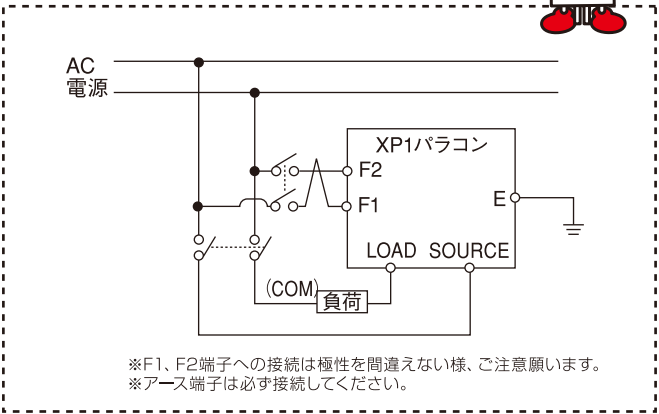 AC
電源
XP1パラコン
F2
F1
E
LOAD SOURCE
(COM)
負荷
※F1、F2端子への接続は極性を間違えない様、ご注意願います。
※アース端子は必ず接続してください。